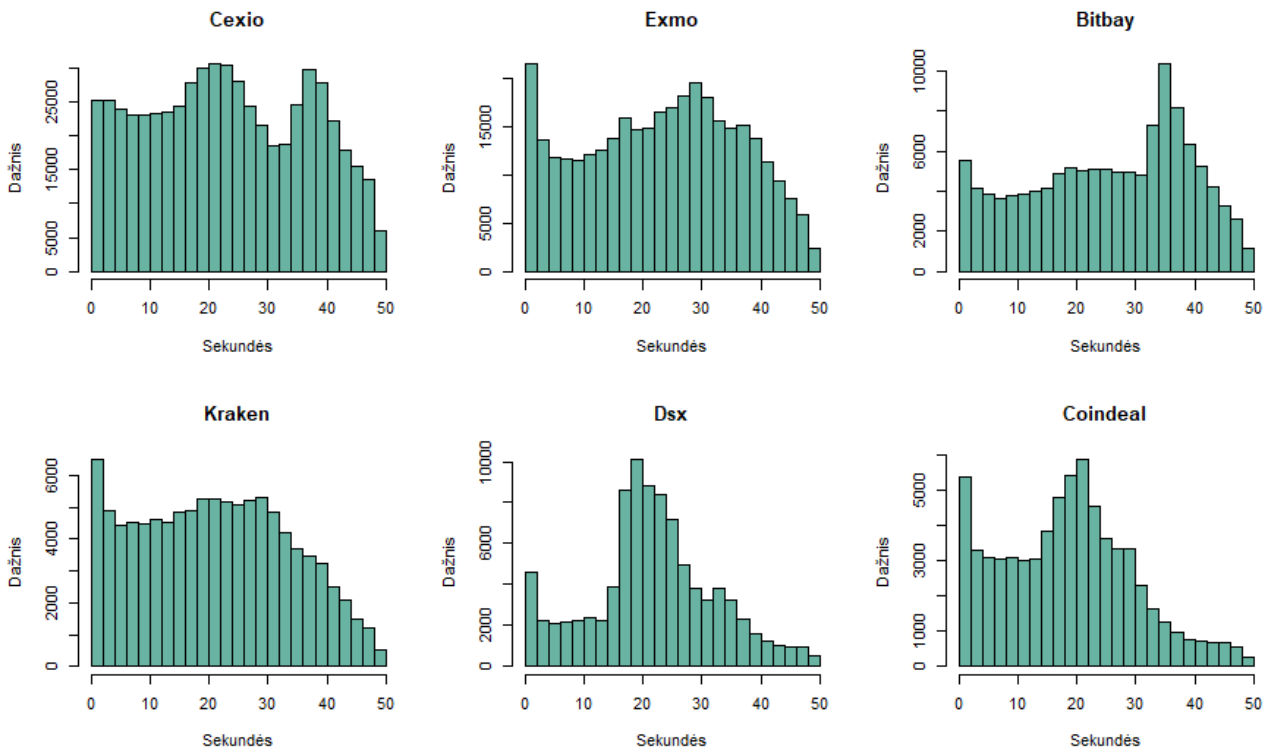 Cexio
Dažnis
0 5000 15000 25000
0 10 20 30 40 50
Sekundės
Exmo
Dažnis
0 5000 15000
0 10 20 30 40 50
Sekundės
Bitbay
Dažnis
0 2000 6000 10000
0 10 20 30 40 50
Sekundės
Kraken
Dažnis
0 2000 4000 6000
0 10 20 30 40 50
Sekundės
Dsx
Dažnis
0 2000 6000 10000
0 10 20 30 40 50
Sekundės
Coindeal
Dažnis
0 1000 3000 5000
0 10 20 30 40 50
Sekundės